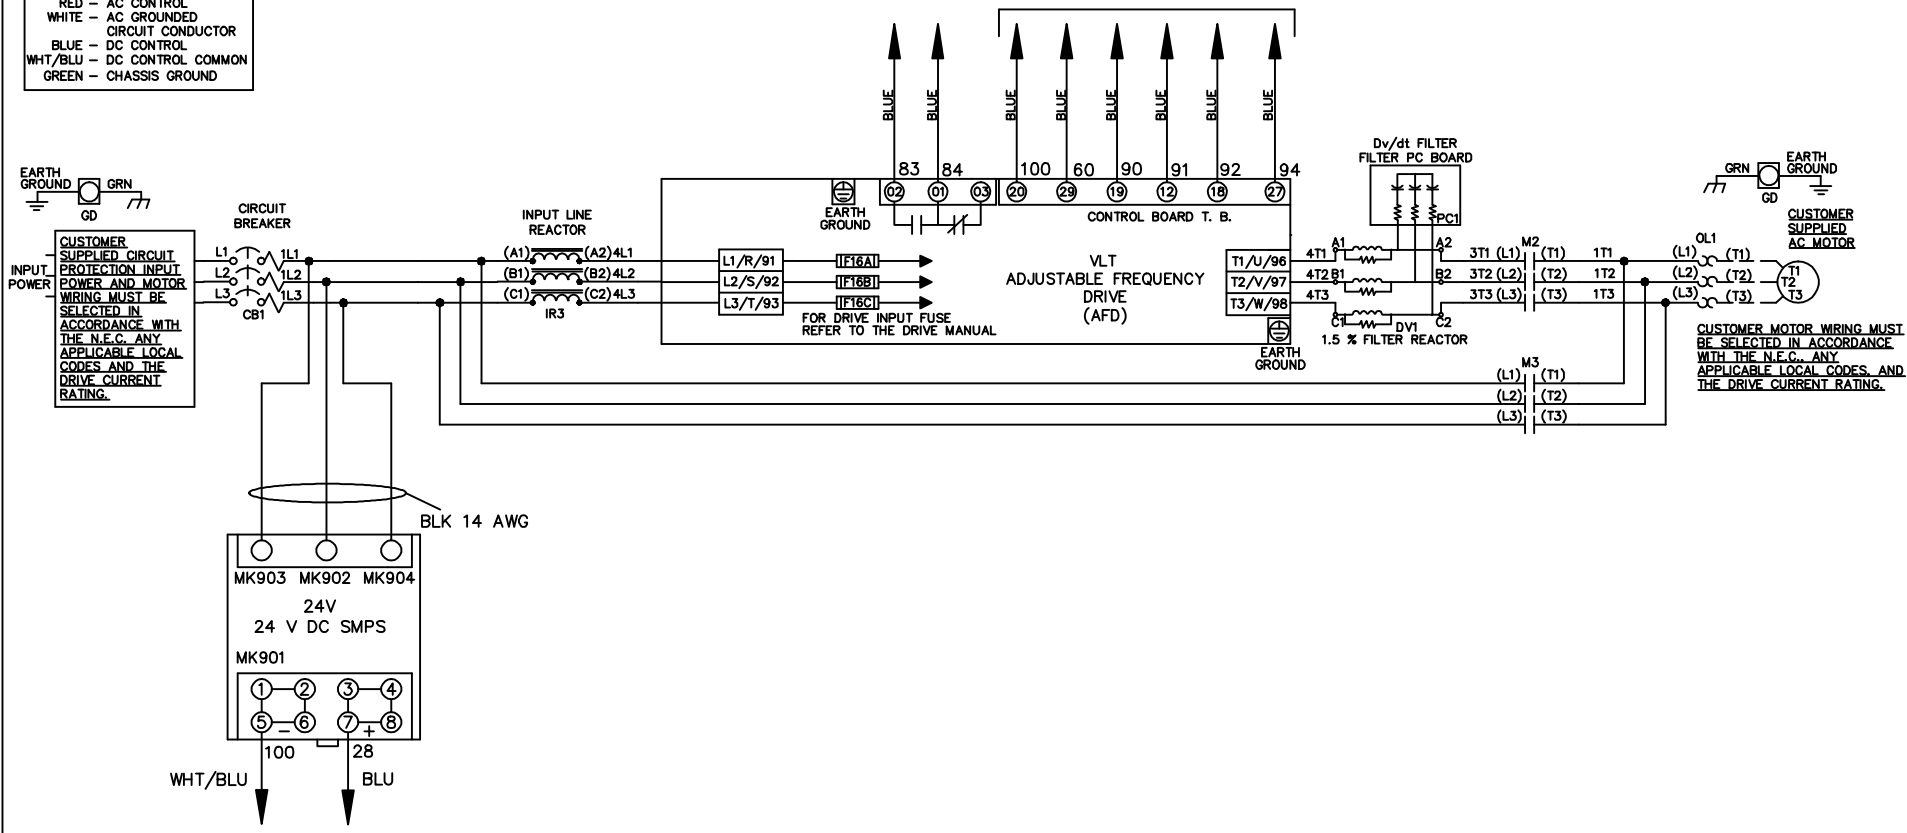 RED – AC CONTROL
WHITE – AC GROUNDED
CIRCUIT CONDUCTOR
BLUE – DC CONTROL
WHT/BLU – DC CONTROL COMMON
GREEN – CHASSIS GROUND
BLUE
BLUE
BLUE
BLUE
BLUE
BLUE
BLUE
BLUE
83
84
100
60
90
91
92
94
02
01
03
20
29
19
12
18
27
EARTH
GROUND
GRN
GD
CIRCUIT
BREAKER
INPUT
POWER
CUSTOMER
SUPPLIED CIRCUIT
PROTECTION INPUT
POWER AND MOTOR
WIRING MUST BE
SELECTED IN
ACCORDANCE WITH
THE N.E.C. ANY
APPLICABLE LOCAL
CODES AND THE
DRIVE CURRENT
RATING.
L1
L2
L3
CB1
1L1
1L2
1L3
INPUT LINE
REACTOR
(A1)
(A2)4L1
(B1)
(B2)4L2
(C1)
(C2)4L3
IR3
EARTH
GROUND
CONTROL BOARD T. B.
L1/R/91
L2/S/92
L3/T/93
F16A
F16B
F16C
FOR DRIVE INPUT FUSE
REFER TO THE DRIVE MANUAL
VLT
ADJUSTABLE FREQUENCY
DRIVE
(AFD)
T1/U/96
T2/V/97
T3/W/98
EARTH
GROUND
Dv/dt FILTER
FILTER PC BOARD
PC1
4T1
A1
A2
4T2
B1
B2
4T3
C1
C2
DV1
1.5 % FILTER REACTOR
M2
3T1 (L1) (T1) 1T1
3T2 (L2) (T2) 1T2
3T3 (L3) (T3) 1T3
M3
(L1) (T1)
(L2) (T2)
(L3) (T3)
OL1
(L1) (T1)
(L2) (T2)
(L3) (T3)
GRN
GD
EARTH
GROUND
CUSTOMER
SUPPLIED
AC MOTOR
T1
T2
T3
CUSTOMER MOTOR WIRING MUST
BE SELECTED IN ACCORDANCE
WITH THE N.E.C., ANY
APPLICABLE LOCAL CODES, AND
THE DRIVE CURRENT RATING.
BLK 14 AWG
MK903 MK902 MK904
24V
24 V DC SMPS
MK901
1 2 3 4
5 6 7 8
– +
100
28
WHT/BLU
BLU